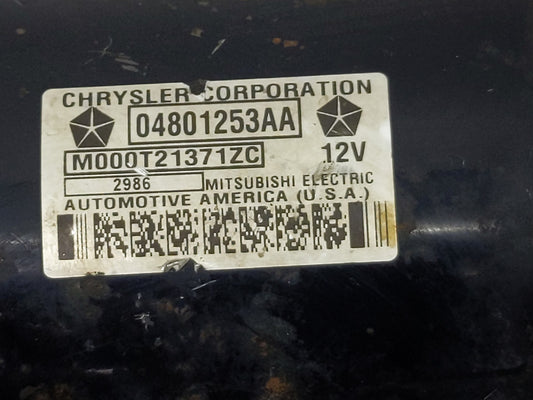 CHRYSLER CORPORATION
04801253AA
M000T21371ZC 12V
2986 MITSUBISHI ELECTRIC
AUTOMOTIVE AMERICA (U.S.A.)